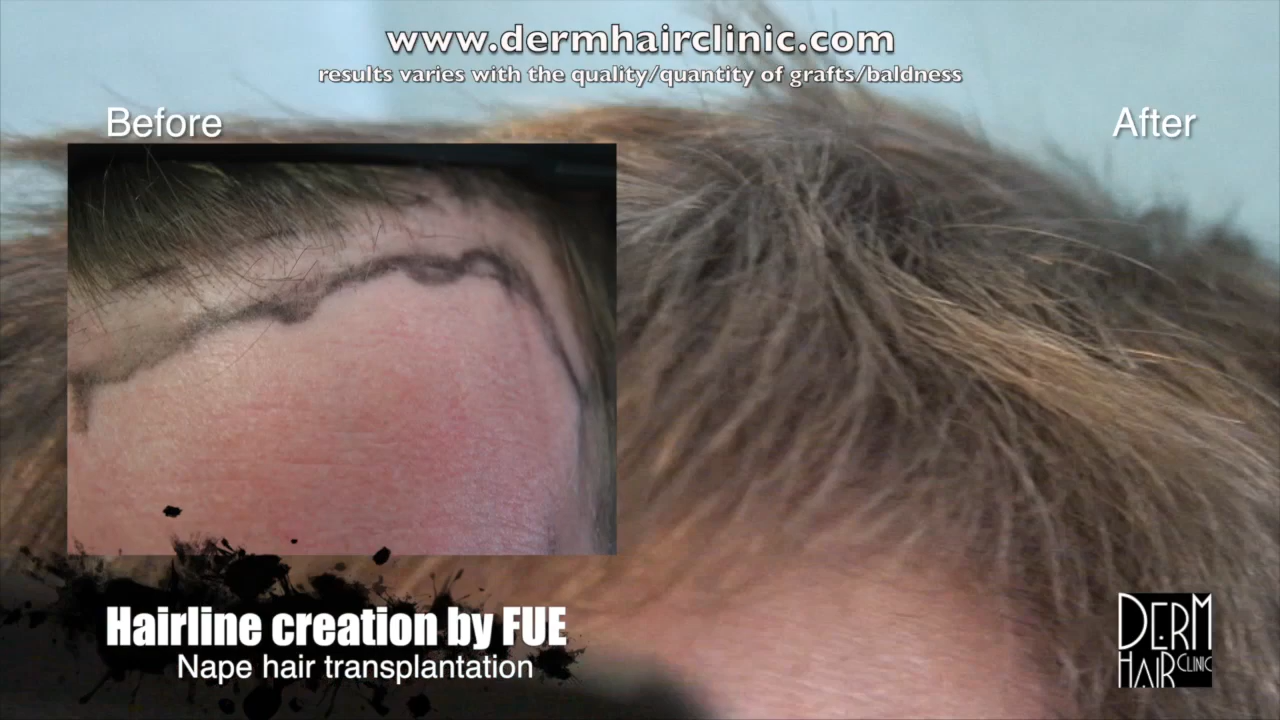 www.dermhairclinic.com
results varies with the quality/quantity of grafts/baldness
Before
After
Hairline creation by FUE
Nape hair transplantation
DERM
HAIR CLINIC